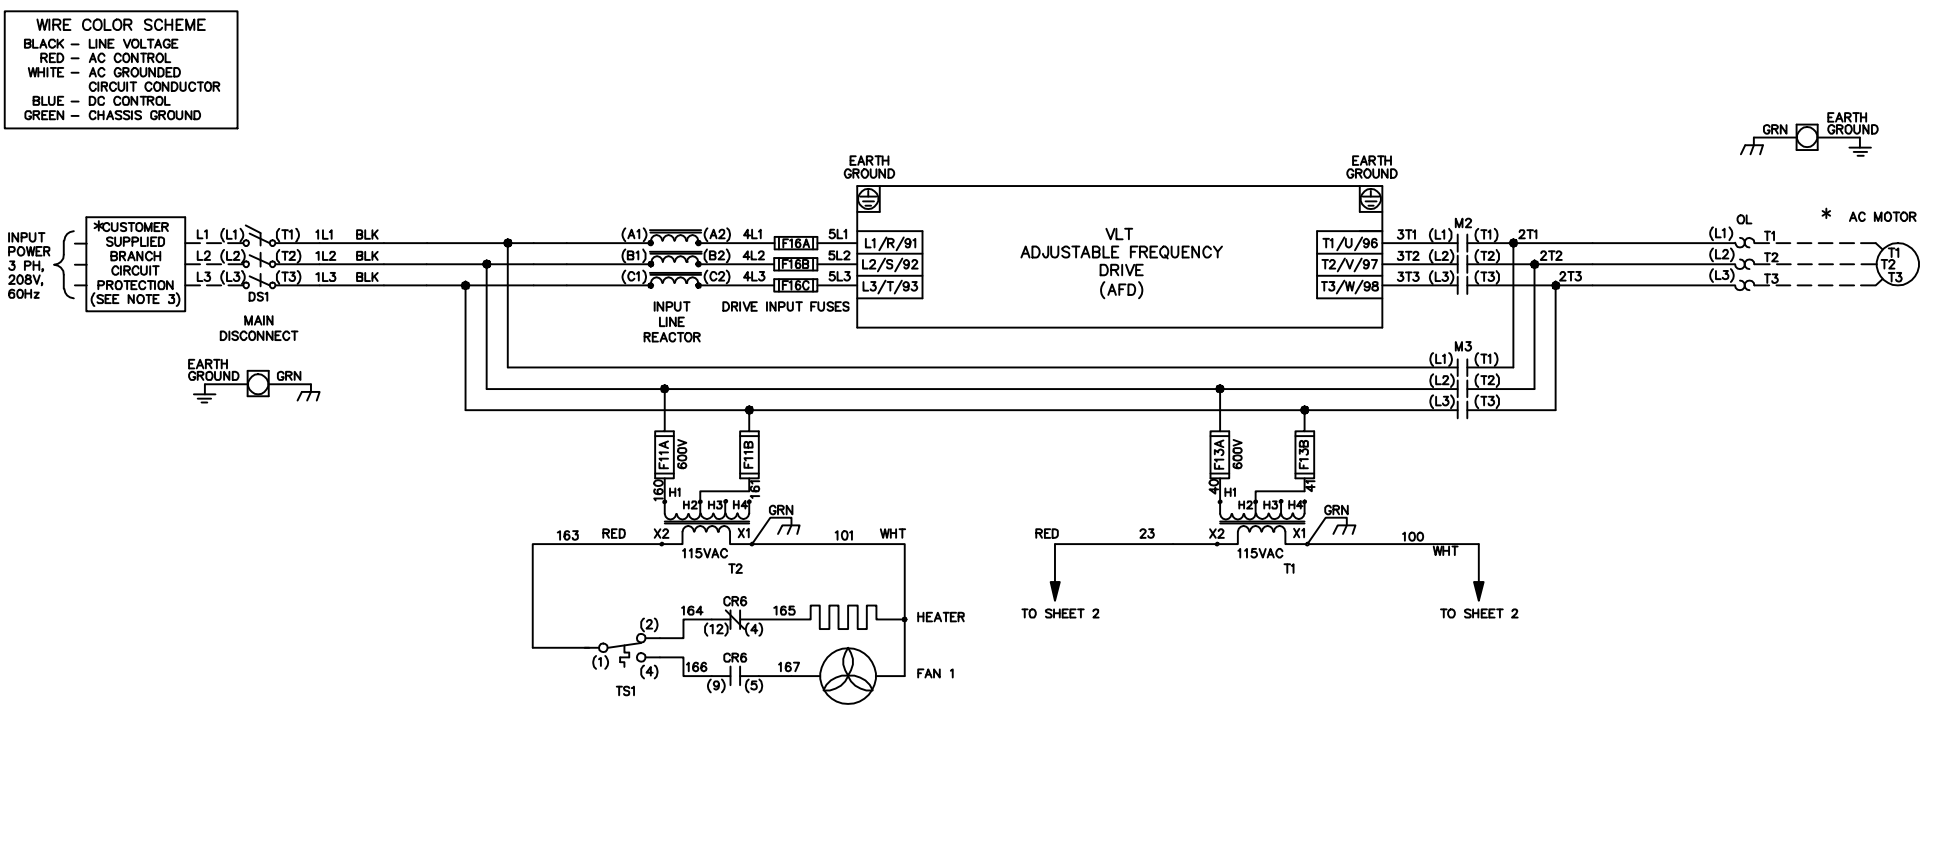 WIRE COLOR SCHEME
BLACK – LINE VOLTAGE
RED – AC CONTROL
WHITE – AC GROUNDED
CIRCUIT CONDUCTOR
BLUE – DC CONTROL
GREEN – CHASSIS GROUND
GRN
EARTH
GROUND
EARTH
GROUND
EARTH
GROUND
INPUT
POWER
3 PH,
208V,
60Hz
*CUSTOMER
SUPPLIED
BRANCH
CIRCUIT
PROTECTION
(SEE NOTE 3)
L1 (L1) (T1) 1L1 BLK
L2 (L2) (T2) 1L2 BLK
L3 (L3) (T3) 1L3 BLK
DS1
MAIN
DISCONNECT
EARTH
GROUND
GRN
(A1) (A2) 4L1 F16A 5L1 L1/R/91
(B1) (B2) 4L2 F16B 5L2 L2/S/92
(C1) (C2) 4L3 F16C 5L3 L3/T/93
INPUT
LINE
REACTOR
DRIVE INPUT FUSES
VLT
ADJUSTABLE FREQUENCY
DRIVE
(AFD)
M2
T1/U/96 3T1 (L1) (T1) 2T1
T2/V/97 3T2 (L2) (T2) 2T2
T3/W/98 3T3 (L3) (T3) 2T3
OL
(L1) T1
(L2) T2
(L3) T3
* AC MOTOR
T1
T2
T3
M3
(L1) (T1)
(L2) (T2)
(L3) (T3)
F11A
600V
F11B
160
161
H1
H2 H3 H4
GRN
163 RED X2 X1 101 WHT
115VAC
T2
F13A
600V
F13B
40
41
H1
H2 H3 H4
GRN
RED 23 X2 X1 100
WHT
115VAC
T1
TO SHEET 2
TO SHEET 2
CR6
164 165
(12) (4)
HEATER
(2)
(1)
(4)
TS1
CR6
166 167
(9) (5)
FAN 1